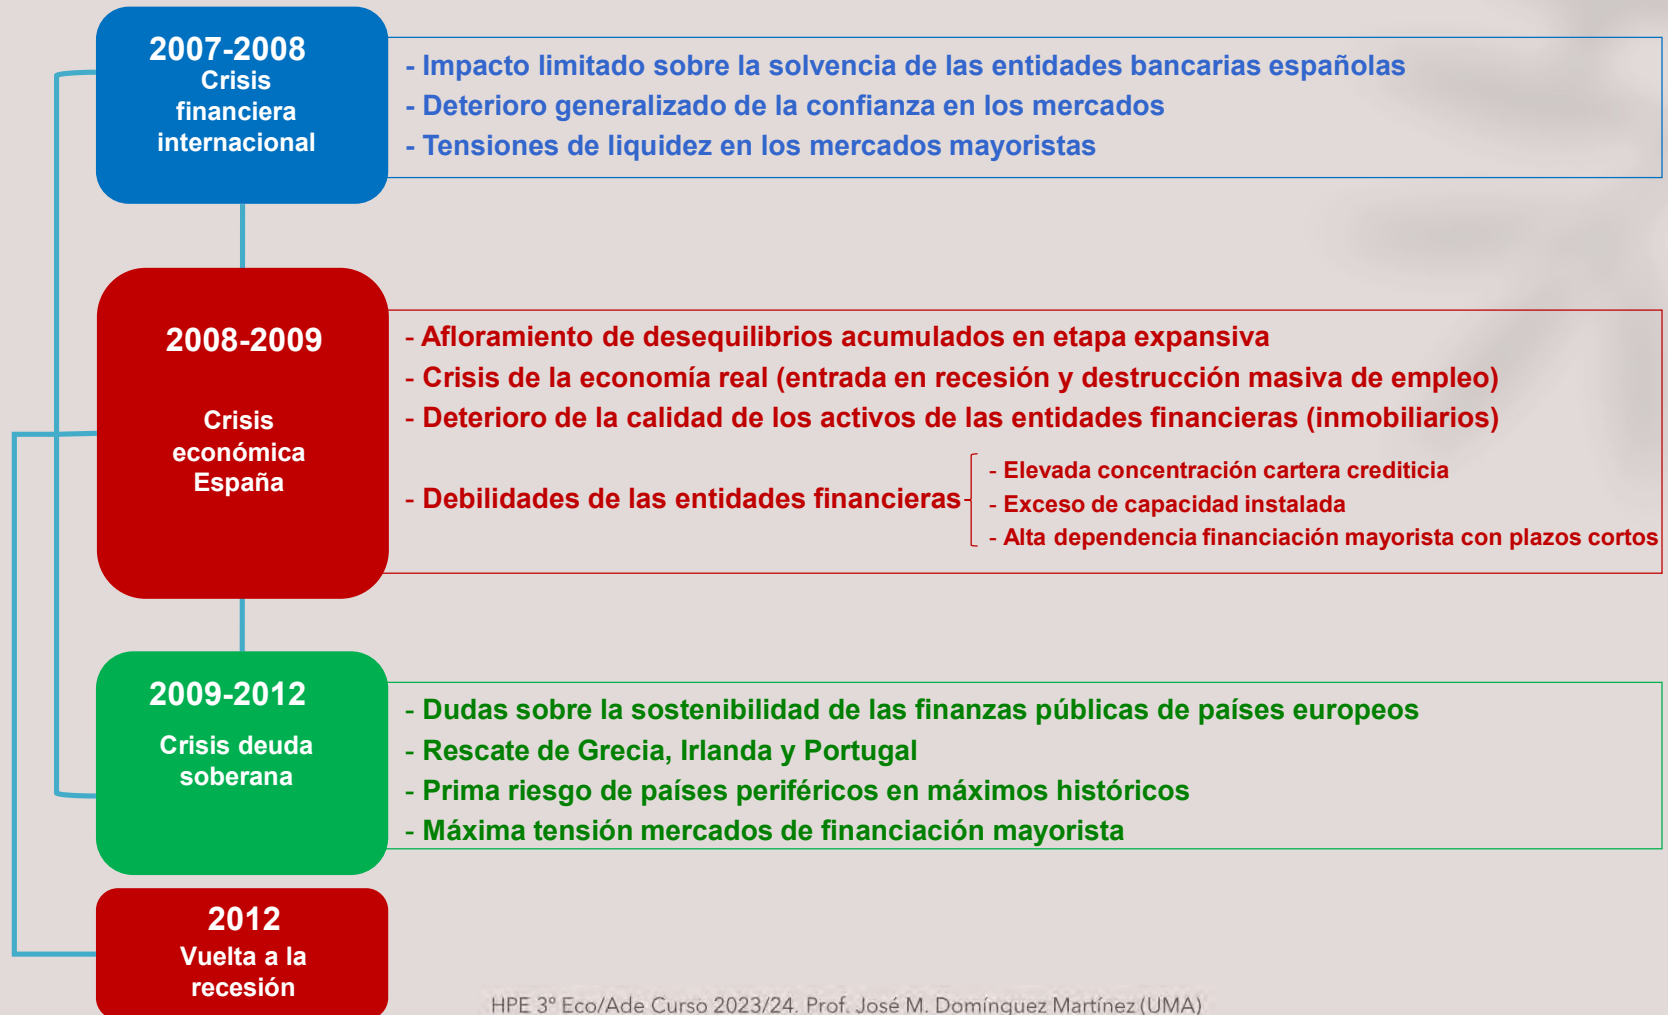 2007-2008
Crisis
financiera
internacional
- Impacto limitado sobre la solvencia de las entidades bancarias españolas
- Deterioro generalizado de la confianza en los mercados
- Tensiones de liquidez en los mercados mayoristas
2008-2009
Crisis
económica
España
- Afloramiento de desequilibrios acumulados en etapa expansiva
- Crisis de la economía real (entrada en recesión y destrucción masiva de empleo)
- Deterioro de la calidad de los activos de las entidades financieras (inmobiliarios)
- Debilidades de las entidades financieras
- Elevada concentración cartera crediticia
- Exceso de capacidad instalada
- Alta dependencia financiación mayorista con plazos cortos
2009-2012
Crisis deuda
soberana
- Dudas sobre la sostenibilidad de las finanzas públicas de países europeos
- Rescate de Grecia, Irlanda y Portugal
- Prima riesgo de países periféricos en máximos históricos
- Máxima tensión mercados de financiación mayorista
2012
Vuelta a la
recesión
HPE 3º Eco/Ade Curso 2023/24. Prof. José M. Domínguez Martínez (UMA)